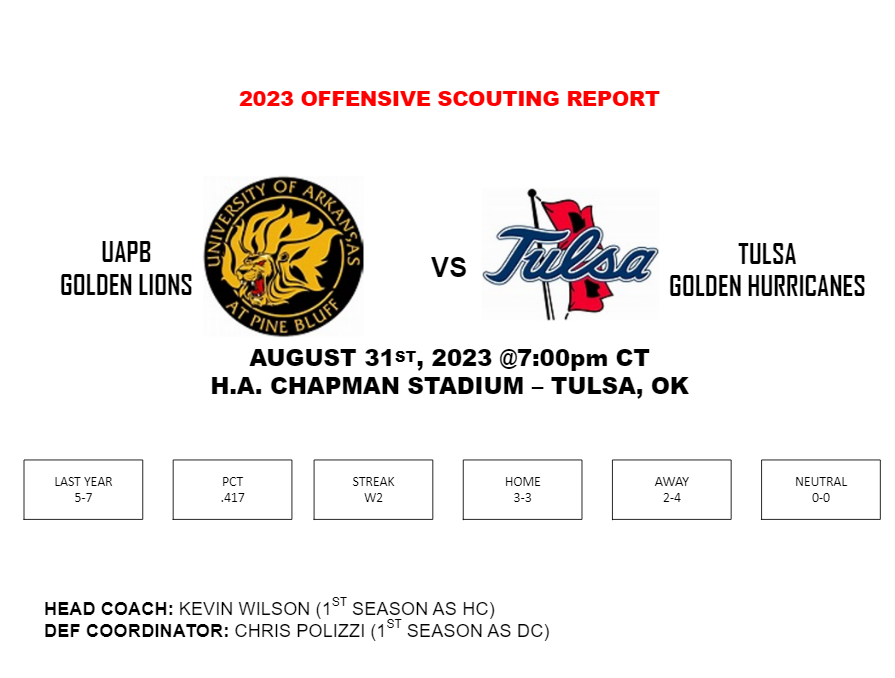 2023 OFFENSIVE SCOUTING REPORT
UAPB
GOLDEN LIONS
UNIVERSITY OF ARKANSAS
AT PINE BLUFF
VS
Tulsa
TULSA
GOLDEN HURRICANES
AUGUST 31ST, 2023 @7:00pm CT
H.A. CHAPMAN STADIUM – TULSA, OK
LAST YEAR
5-7
PCT
.417
STREAK
W2
HOME
3-3
AWAY
2-4
NEUTRAL
0-0
HEAD COACH: KEVIN WILSON (1ST SEASON AS HC)
DEF COORDINATOR: CHRIS POLIZZI (1ST SEASON AS DC)